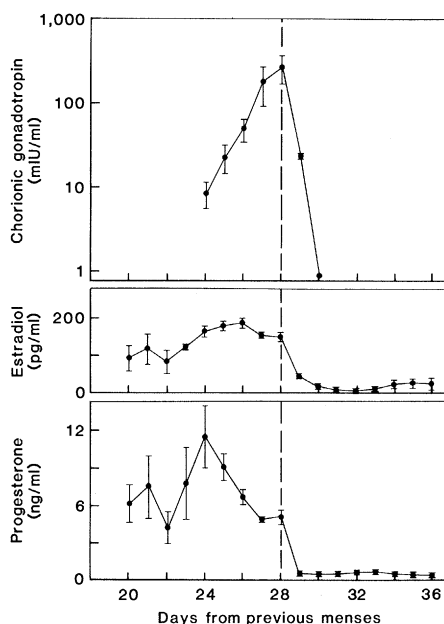 1,000
100
10
1
Chorionic gonadotropin
(mIU/ml)
200
0
Estradiol
(pg/ml)
12
6
0
Progesterone
(ng/ml)
20 24 28 32 36
Days from previous menses